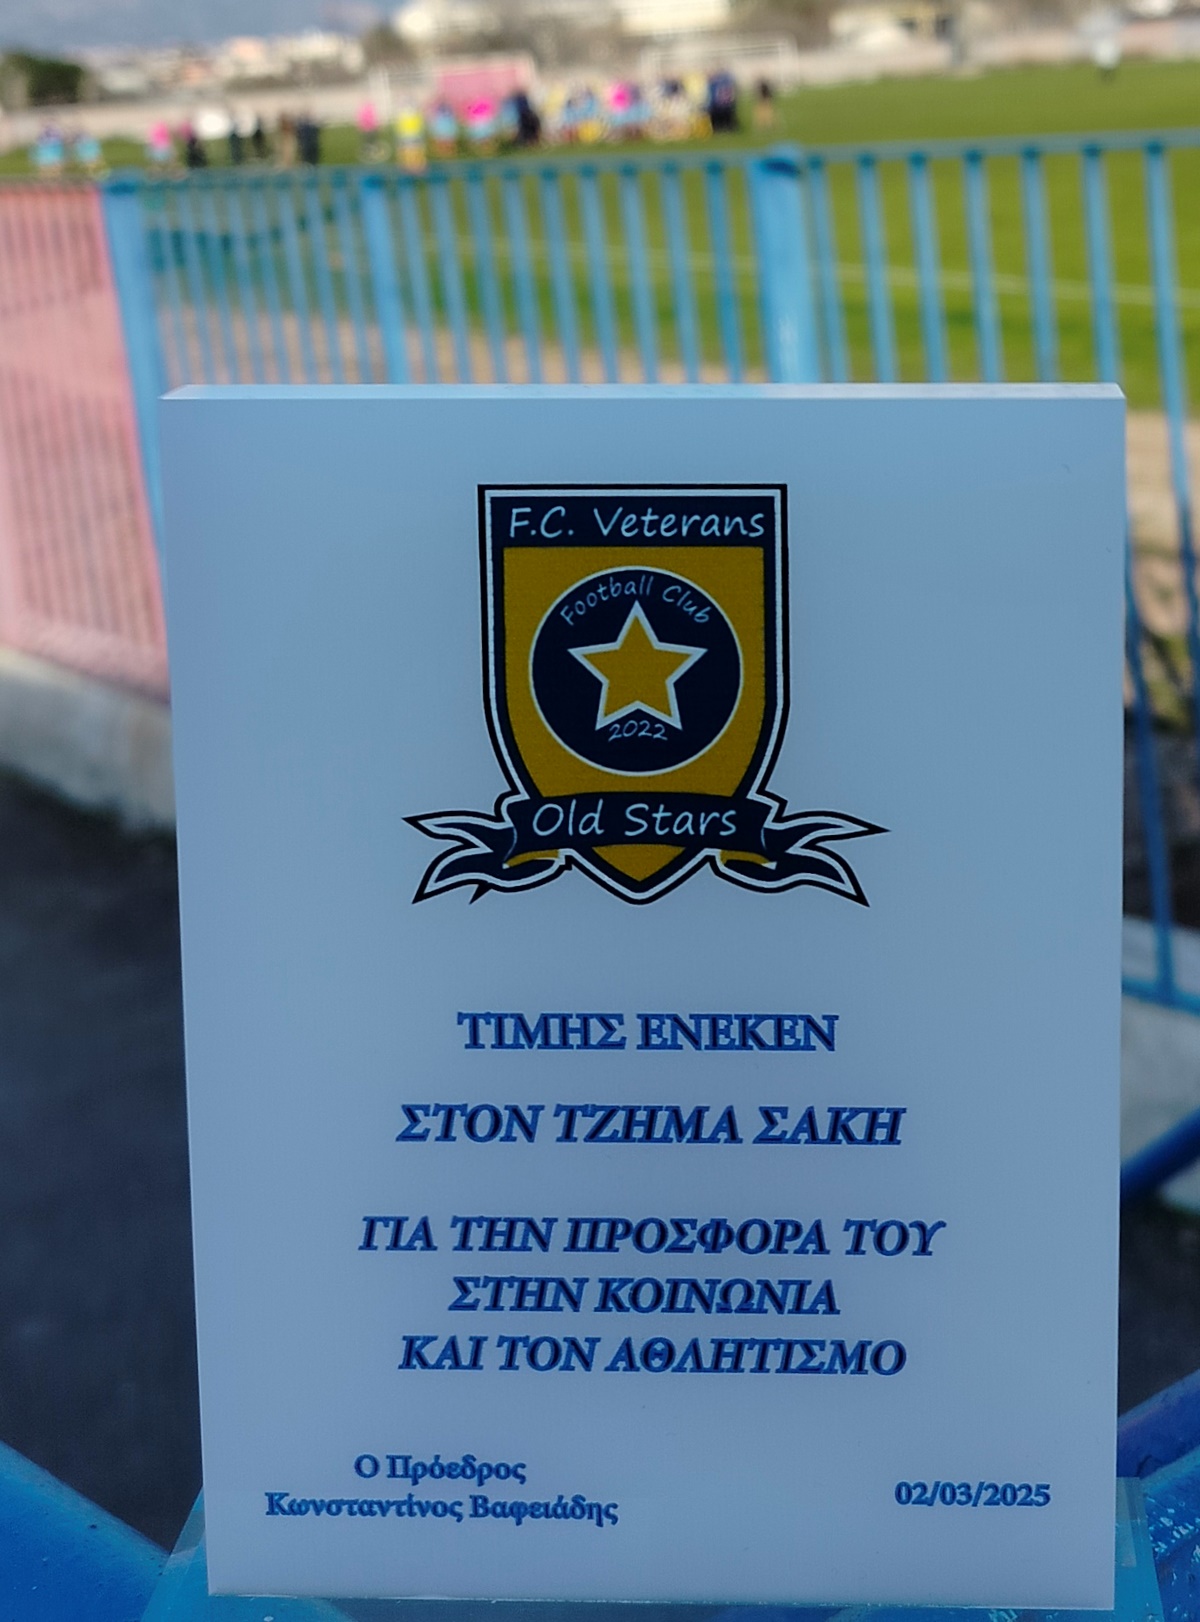 F.C. Veterans
Football Club
2022
Old Stars
ΤΙΜΗΣ ΕΝΕΚΕΝ
ΣΤΟΝ ΤΖΗΜΑ ΣΑΚΗ
ΓΙΑ ΤΗΝ ΠΡΟΣΦΟΡΑ ΤΟΥ
ΣΤΗΝ ΚΟΙΝΩΝΙΑ
ΚΑΙ ΤΟΝ ΑΘΛΗΤΙΣΜΟ
Ο Πρόεδρος
Κωνσταντίνος Βαφειάδης
02/03/2025